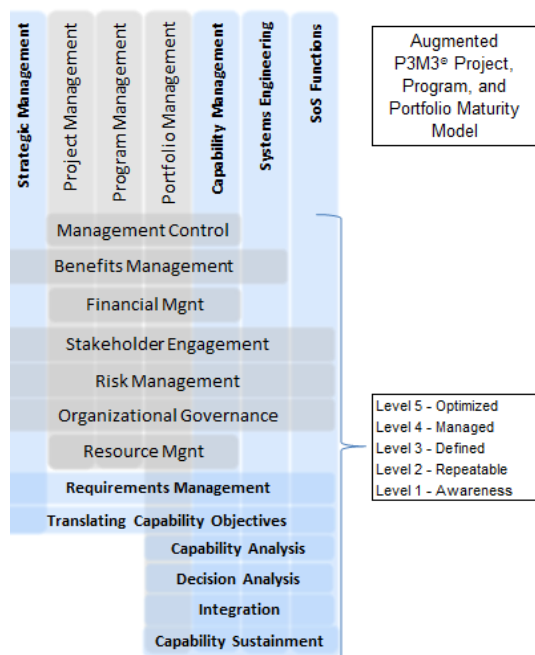 Strategic Management
Project Management
Program Management
Portfolio Management
Capability Management
Systems Engineering
SoS Functions
Augmented
P3M3® Project,
Program, and
Portfolio Maturity
Model
Management Control
Benefits Management
Financial Mgnt
Stakeholder Engagement
Risk Management
Organizational Governance
Resource Mgnt
Requirements Management
Translating Capability Objectives
Capability Analysis
Decision Analysis
Integration
Capability Sustainment
Level 5 - Optimized
Level 4 - Managed
Level 3 - Defined
Level 2 - Repeatable
Level 1 - Awareness